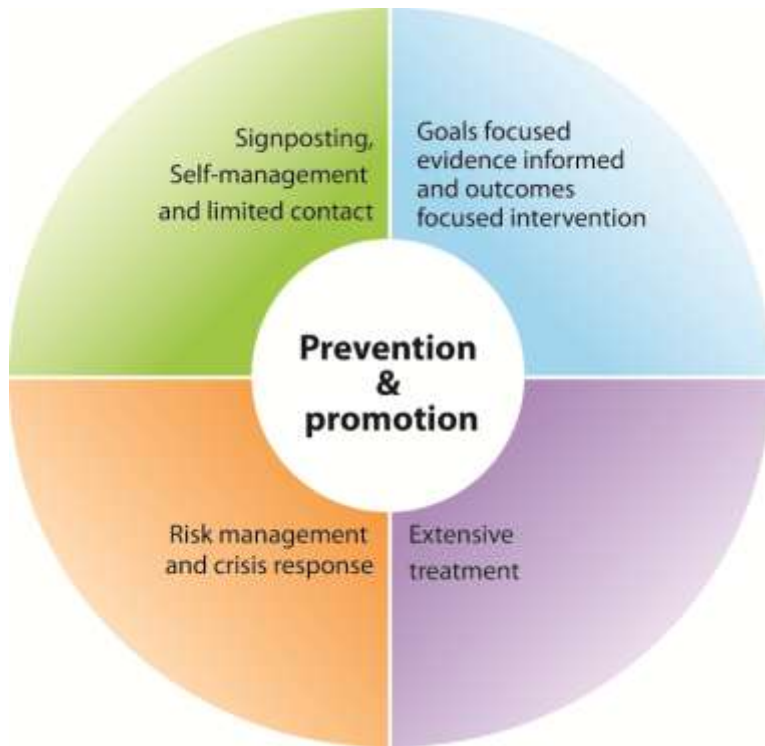 Signposting,
Self-management
and limited contact
Goals focused
evidence informed
and outcomes
focused intervention
Prevention
&
promotion
Risk management
and crisis response
Extensive
treatment